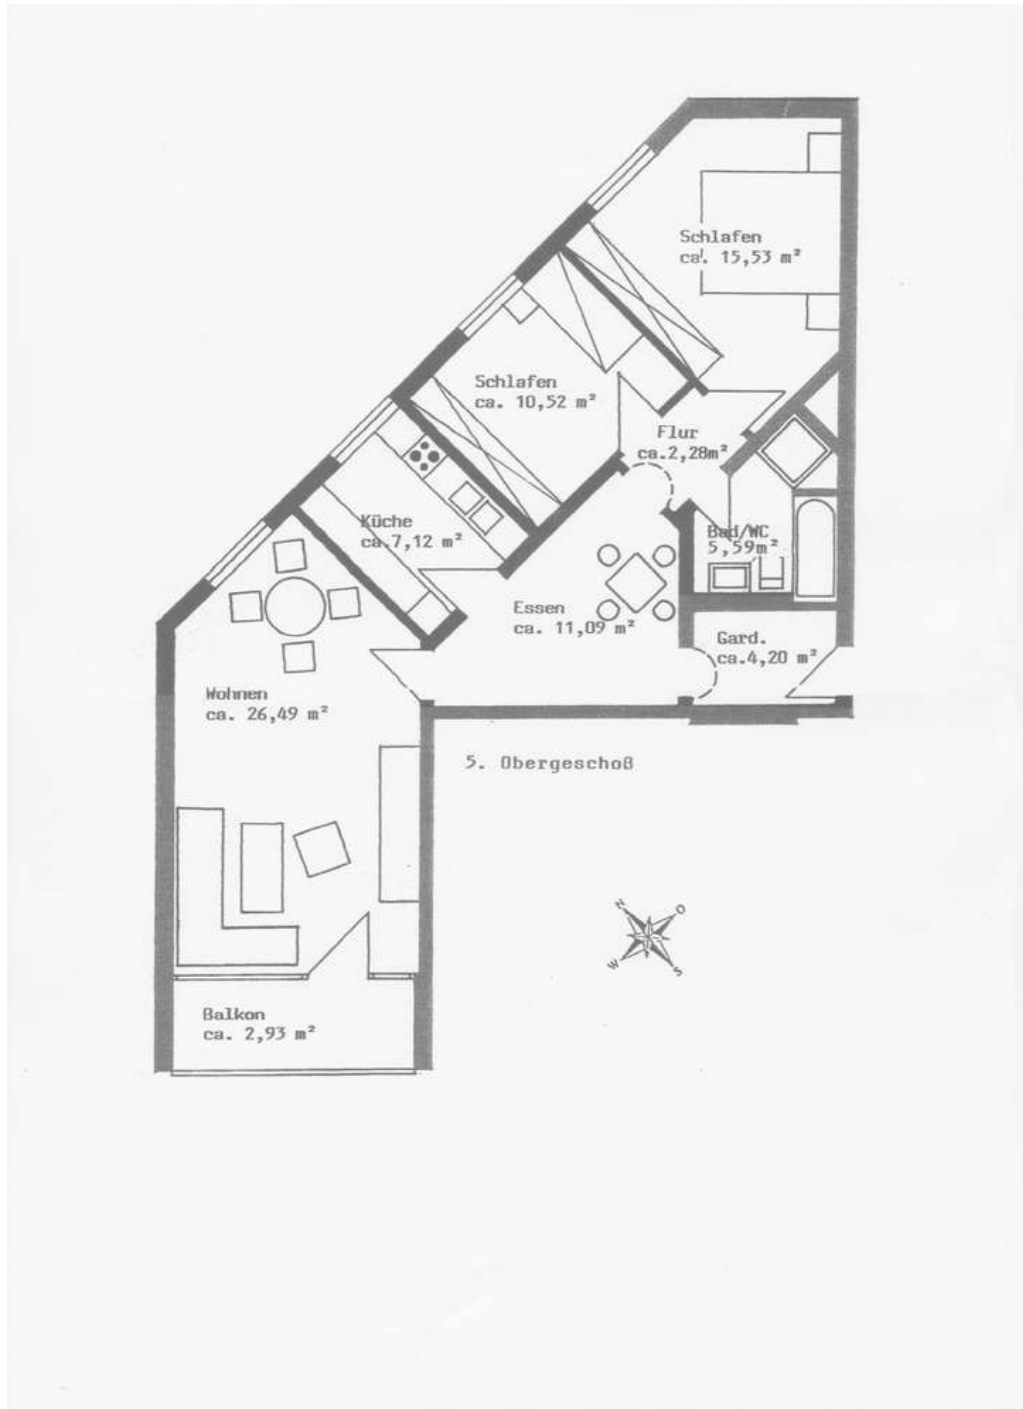 Schlafen
ca. 15,53 m²
Schlafen
ca. 10,52 m²
Flur
ca.2,28m²
Küche
ca.7,12 m²
Bad/WC
5,59m²
Essen
ca. 11,09 m²
Gard.
ca.4,20 m²
Wohnen
ca. 26,49 m²
5. Obergeschoß
N
O
W
S
Balkon
ca. 2,93 m²